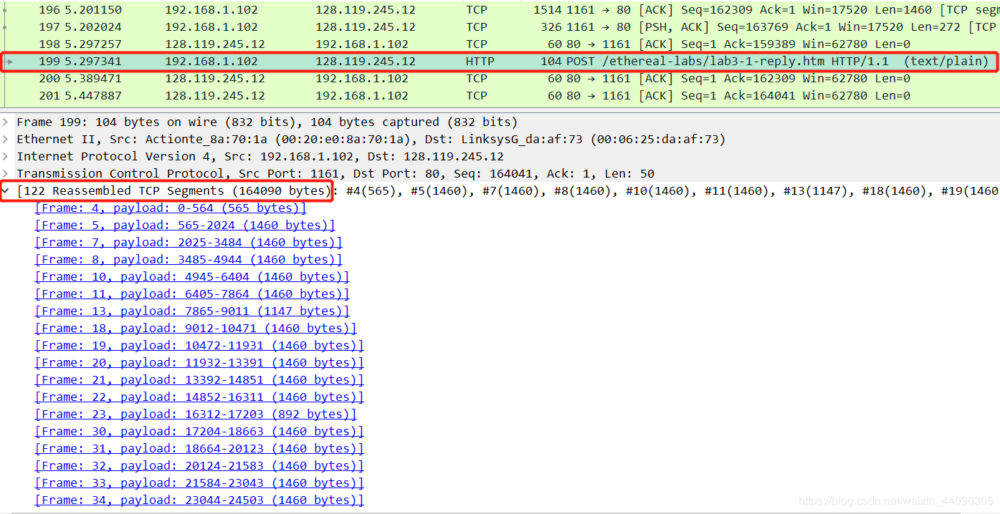 196 5.201150 192.168.1.102 128.119.245.12 TCP 1514 1161 → 80 [ACK] Seq=162309 Ack=1 Win=17520 Len=1460 [TCP segm
197 5.202024 192.168.1.102 128.119.245.12 TCP 326 1161 → 80 [PSH, ACK] Seq=163769 Ack=1 Win=17520 Len=272 [TCP
198 5.297257 128.119.245.12 192.168.1.102 TCP 60 80 → 1161 [ACK] Seq=1 Ack=159389 Win=62780 Len=0
199 5.297341 192.168.1.102 128.119.245.12 HTTP 104 POST /ethereal-labs/lab3-1-reply.htm HTTP/1.1 (text/plain)
200 5.389471 128.119.245.12 192.168.1.102 TCP 60 80 → 1161 [ACK] Seq=1 Ack=162309 Win=62780 Len=0
201 5.447887 128.119.245.12 192.168.1.102 TCP 60 80 → 1161 [ACK] Seq=1 Ack=164041 Win=62780 Len=0
Frame 199: 104 bytes on wire (832 bits), 104 bytes captured (832 bits)
Ethernet II, Src: Actionte_8a:70:1a (00:20:e0:8a:70:1a), Dst: LinksysG_da:af:73 (00:06:25:da:af:73)
Internet Protocol Version 4, Src: 192.168.1.102, Dst: 128.119.245.12
Transmission Control Protocol, Src Port: 1161, Dst Port: 80, Seq: 164041, Ack: 1, Len: 50
[122 Reassembled TCP Segments (164090 bytes): #4(565), #5(1460), #7(1460), #8(1460), #10(1460), #11(1460), #13(1147), #18(1460), #19(1460
[Frame: 4, payload: 0-564 (565 bytes)]
[Frame: 5, payload: 565-2024 (1460 bytes)]
[Frame: 7, payload: 2025-3484 (1460 bytes)]
[Frame: 8, payload: 3485-4944 (1460 bytes)]
[Frame: 10, payload: 4945-6404 (1460 bytes)]
[Frame: 11, payload: 6405-7864 (1460 bytes)]
[Frame: 13, payload: 7865-9011 (1147 bytes)]
[Frame: 18, payload: 9012-10471 (1460 bytes)]
[Frame: 19, payload: 10472-11931 (1460 bytes)]
[Frame: 20, payload: 11932-13391 (1460 bytes)]
[Frame: 21, payload: 13392-14851 (1460 bytes)]
[Frame: 22, payload: 14852-16311 (1460 bytes)]
[Frame: 23, payload: 16312-17203 (892 bytes)]
[Frame: 30, payload: 17204-18663 (1460 bytes)]
[Frame: 31, payload: 18664-20123 (1460 bytes)]
[Frame: 32, payload: 20124-21583 (1460 bytes)]
[Frame: 33, payload: 21584-23043 (1460 bytes)]
[Frame: 34, payload: 23044-24503 (1460 bytes)]
https://blog.csdn.net/weixin_44090305